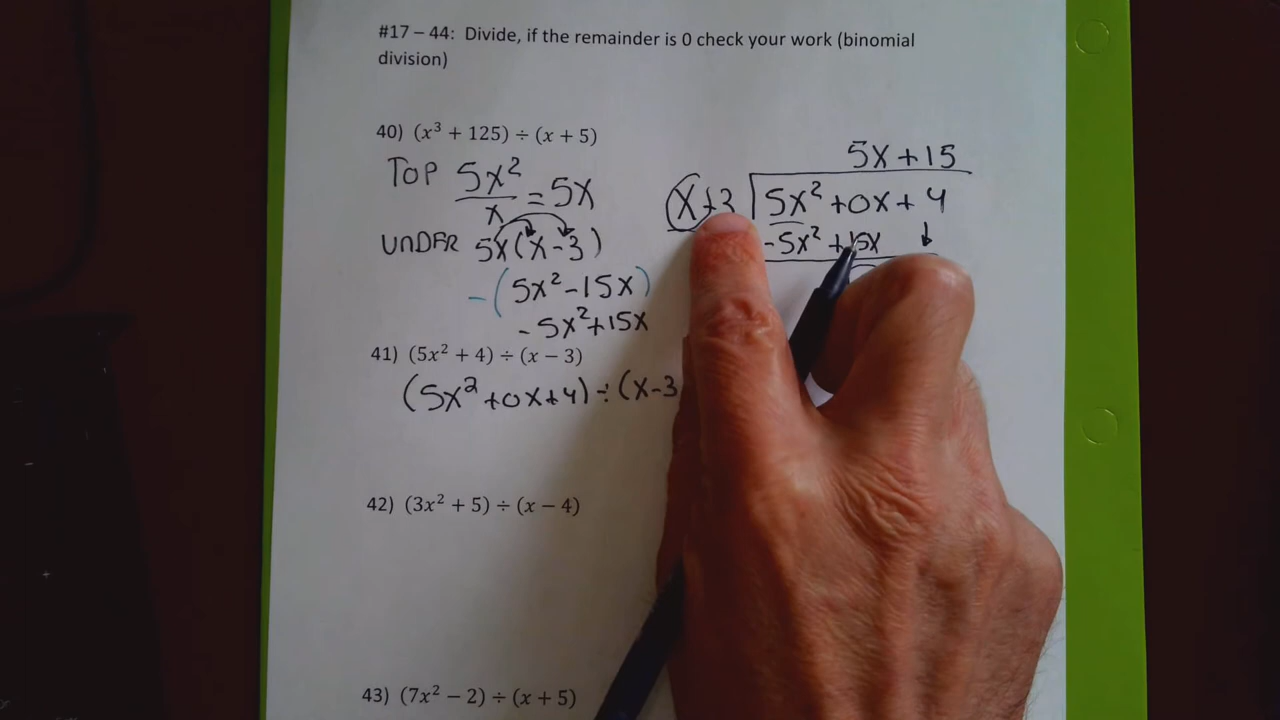 #17 – 44: Divide, if the remainder is 0 check your work (binomial
division)
40) (x³ + 125) ÷ (x + 5)
TOP 5x²/x = 5x
UNDER 5x(x-3)
-(5x²-15x)
-5x²+15x
5x+15
x+3 5x²+0x+4
-5x²+15x
41) (5x² + 4) ÷ (x − 3)
(5x²+0x+4)÷(x-3
42) (3x² + 5) ÷ (x − 4)
43) (7x² − 2) ÷ (x + 5)